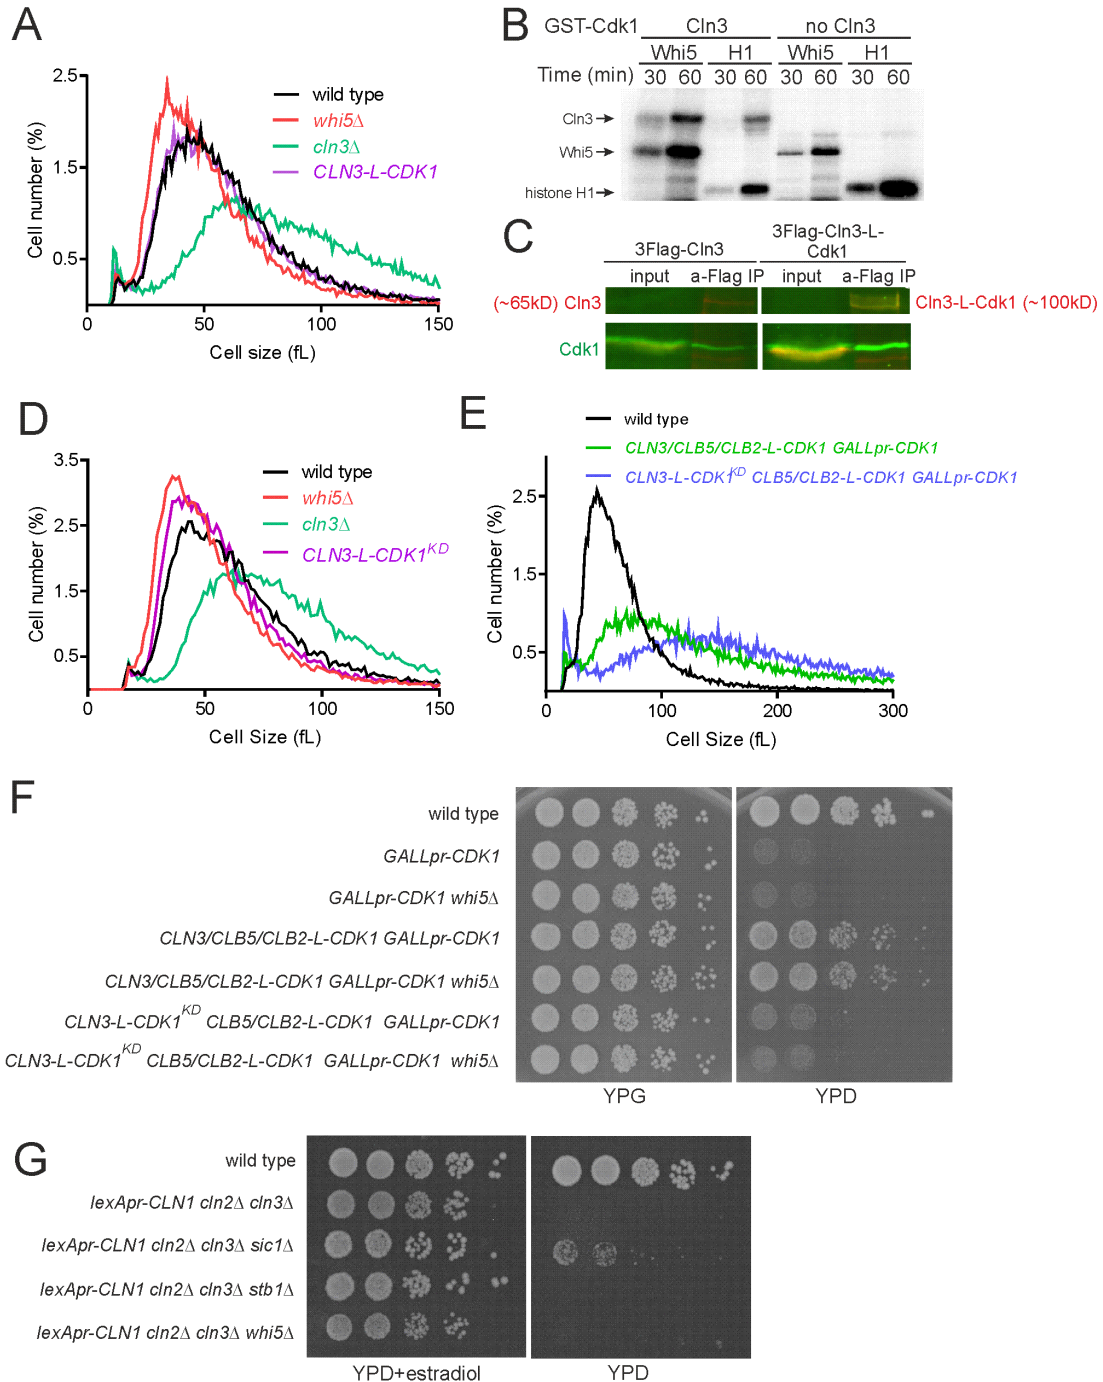 A
2.5
1.5
0.5
0
50
100
150
Cell number (%)
Cell size (fL)
wild type
whi5Δ
cln3Δ
CLN3-L-CDK1
B
GST-Cdk1
Cln3
no Cln3
Whi5
H1
Whi5
H1
Time (min)
30
60
30
60
30
60
30
60
Cln3
Whi5
histone H1
C
3Flag-Cln3
3Flag-Cln3-L-
Cdk1
input
a-Flag IP
input
a-Flag IP
(~65kD) Cln3
Cln3-L-Cdk1 (~100kD)
Cdk1
D
3.5
2.5
1.5
0.5
0
50
100
150
Cell number (%)
Cell Size (fL)
wild type
whi5Δ
cln3Δ
CLN3-L-CDK1KD
E
wild type
CLN3/CLB5/CLB2-L-CDK1 GALLpr-CDK1
CLN3-L-CDK1KD CLB5/CLB2-L-CDK1 GALLpr-CDK1
2.5
1.5
0.5
0
100
200
300
Cell number (%)
Cell Size (fL)
F
wild type
GALLpr-CDK1
GALLpr-CDK1 whi5Δ
CLN3/CLB5/CLB2-L-CDK1 GALLpr-CDK1
CLN3/CLB5/CLB2-L-CDK1 GALLpr-CDK1 whi5Δ
CLN3-L-CDK1KD CLB5/CLB2-L-CDK1 GALLpr-CDK1
CLN3-L-CDK1KD CLB5/CLB2-L-CDK1 GALLpr-CDK1 whi5Δ
YPG
YPD
G
wild type
lexApr-CLN1 cln2Δ cln3Δ
lexApr-CLN1 cln2Δ cln3Δ sic1Δ
lexApr-CLN1 cln2Δ cln3Δ stb1Δ
lexApr-CLN1 cln2Δ cln3Δ whi5Δ
YPD+estradiol
YPD